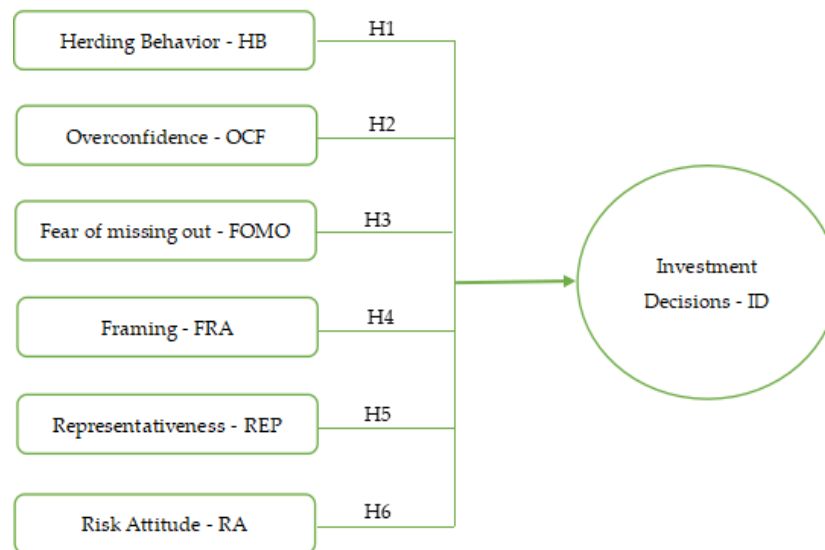 Herding Behavior - HB
H1
Overconfidence - OCF
H2
Fear of missing out - FOMO
H3
Framing - FRA
H4
Representativeness - REP
H5
Risk Attitude - RA
H6
Investment
Decisions - ID